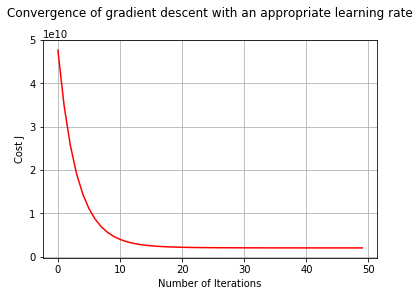 Convergence of gradient descent with an appropriate learning rate
1e10
5
4
3
2
1
0
Cost J
0 10 20 30 40 50
Number of Iterations